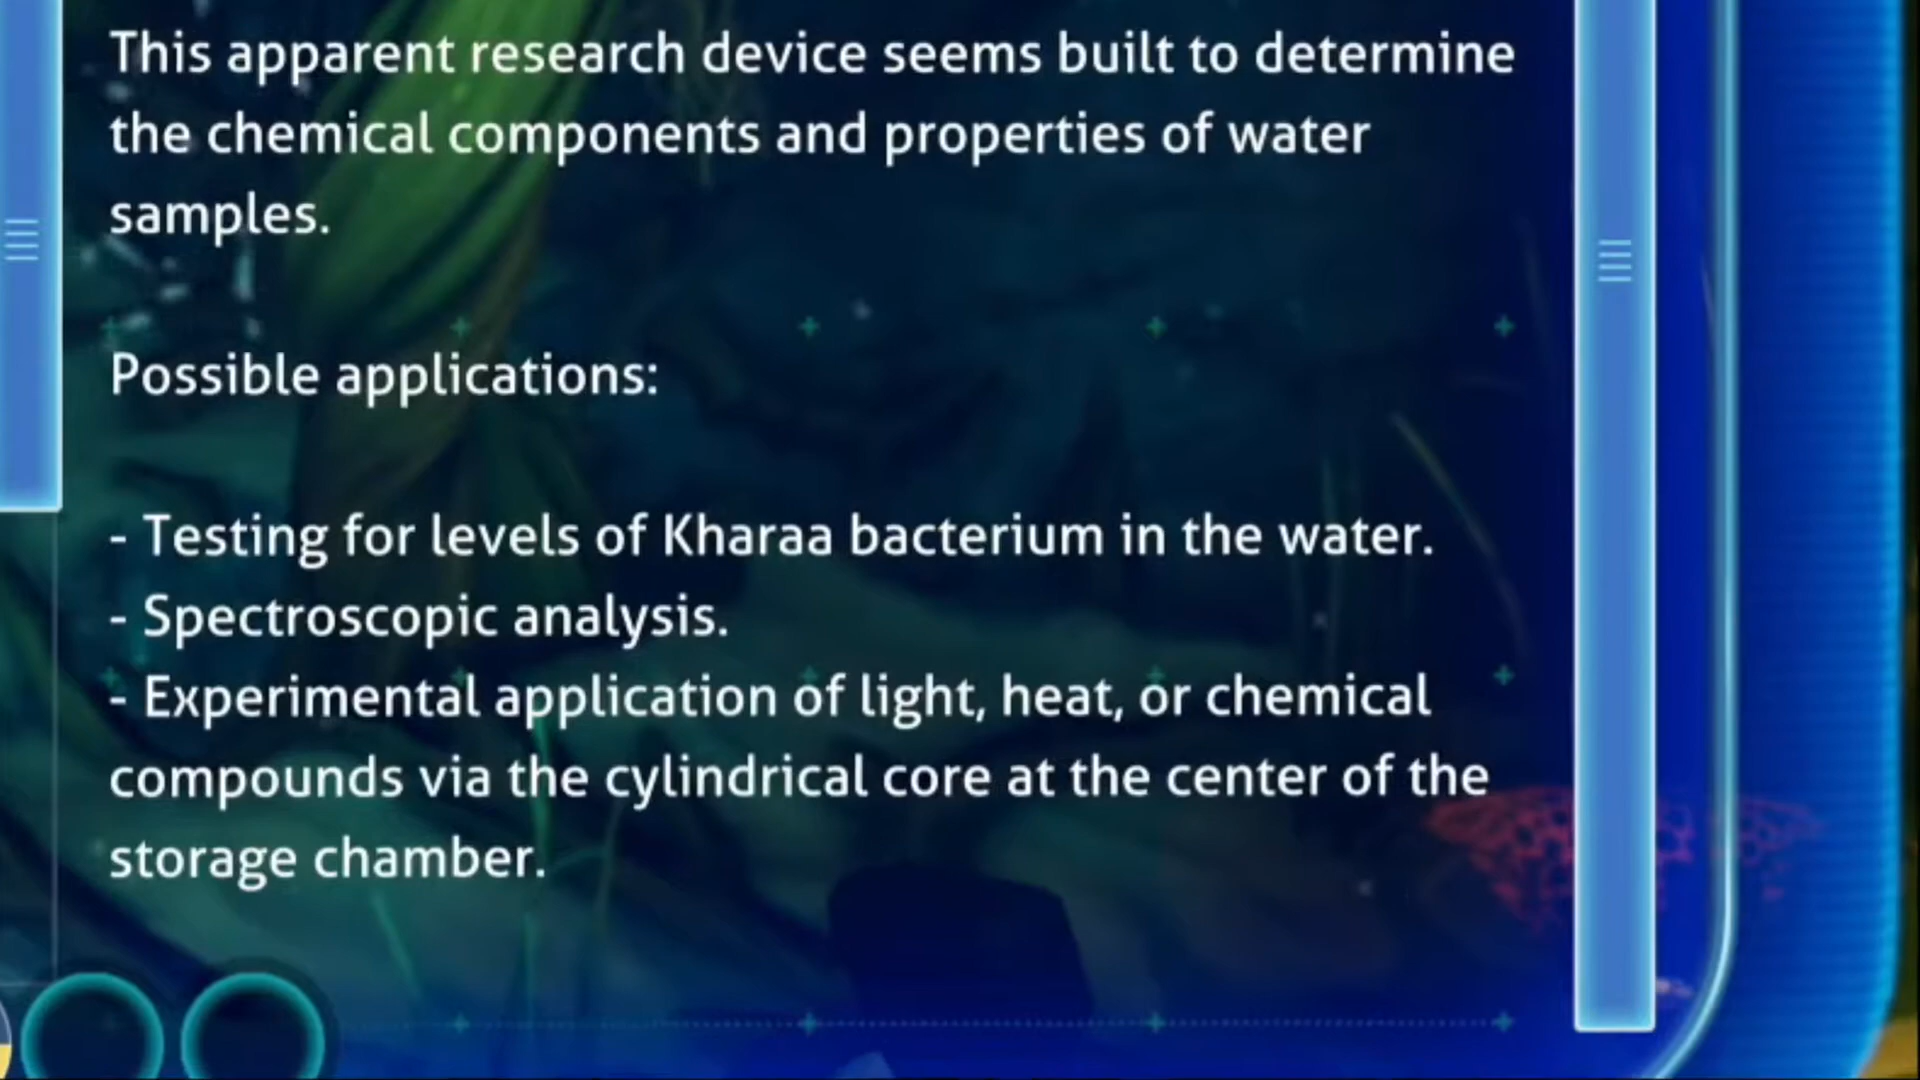 This apparent research device seems built to determine
the chemical components and properties of water
samples.
Possible applications:
- Testing for levels of Kharaa bacterium in the water.
- Spectroscopic analysis.
- Experimental application of light, heat, or chemical
compounds via the cylindrical core at the center of the
storage chamber.